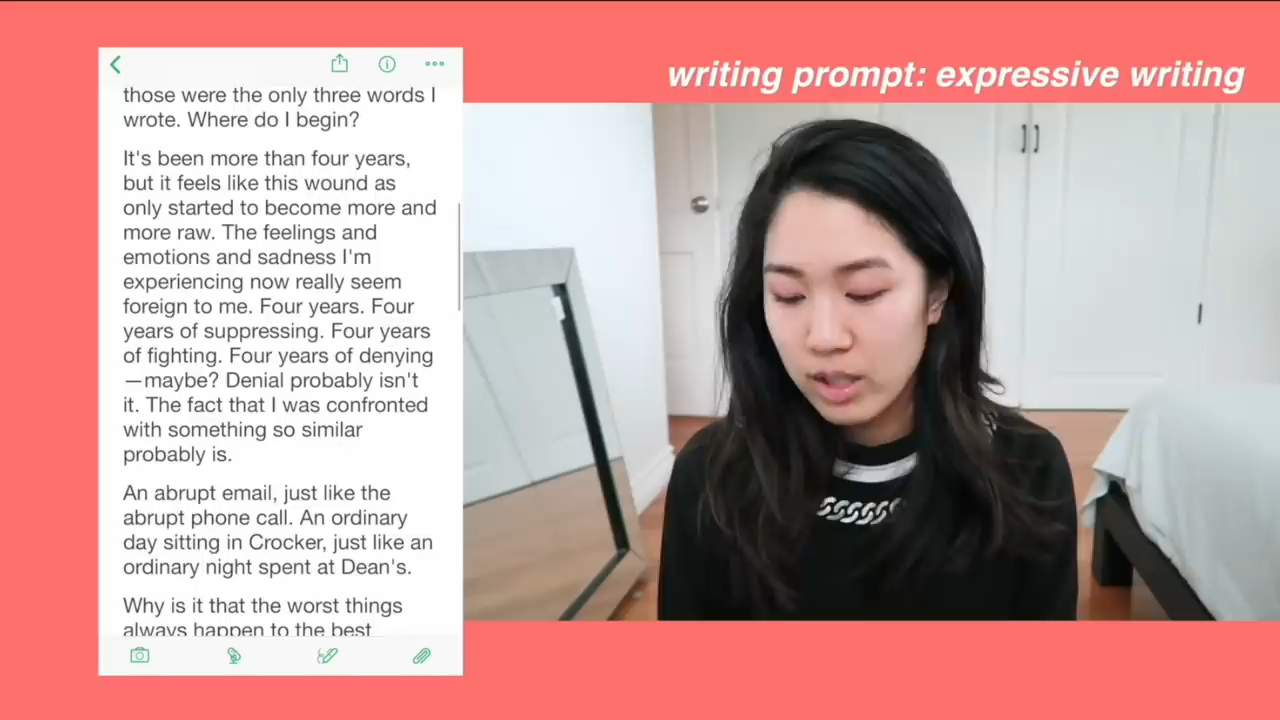 writing prompt: expressive writing
those were the only three words I
wrote. Where do I begin?
It's been more than four years,
but it feels like this wound as
only started to become more and
more raw. The feelings and
emotions and sadness I'm
experiencing now really seem
foreign to me. Four years. Four
years of suppressing. Four years
of fighting. Four years of denying
—maybe? Denial probably isn't
it. The fact that I was confronted
with something so similar
probably is.
An abrupt email, just like the
abrupt phone call. An ordinary
day sitting in Crocker, just like an
ordinary night spent at Dean's.
Why is it that the worst things
always happen to the best